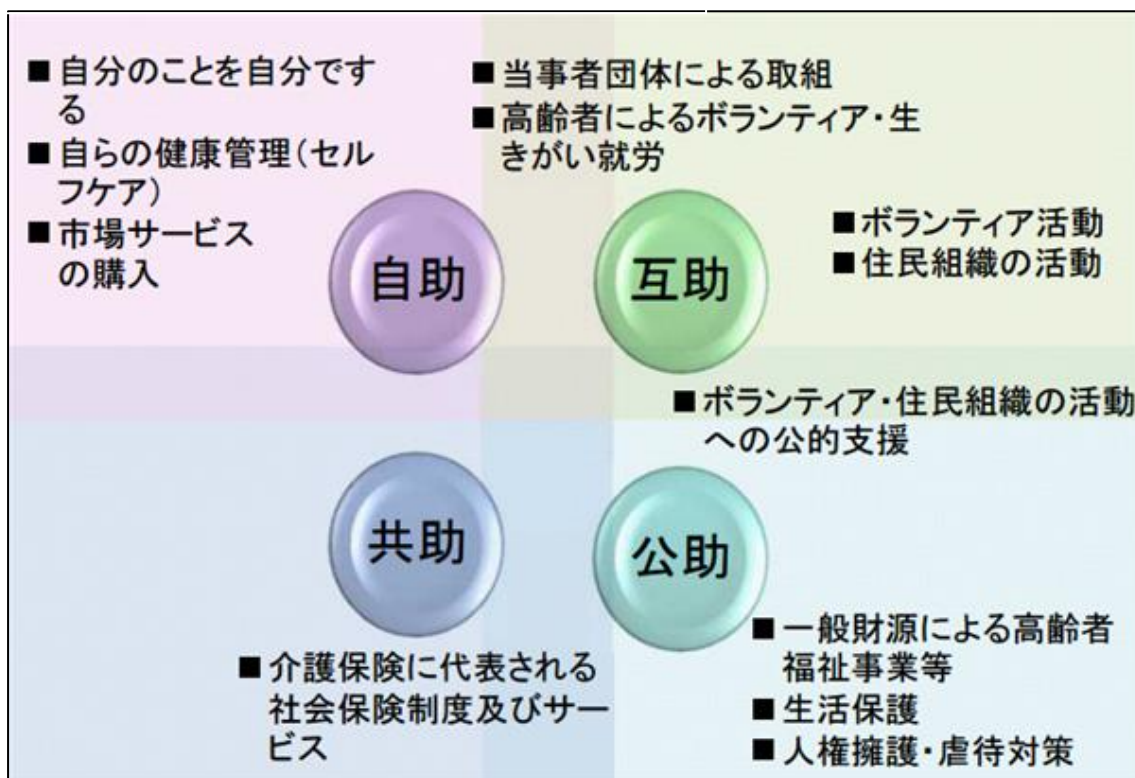 ■ 自分のことを自分です
る
■ 自らの健康管理(セル
フケア)
■ 市場サービス
の購入
■ 当事者団体による取組
■ 高齢者によるボランティア・生
きがい就労
■ ボランティア活動
■ 住民組織の活動
自助
互助
■ ボランティア・住民組織の活動
への公的支援
共助
公助
■ 介護保険に代表される
社会保険制度及びサー
ビス
■ 一般財源による高齢者
福祉事業等
■ 生活保護
■ 人権擁護・虐待対策